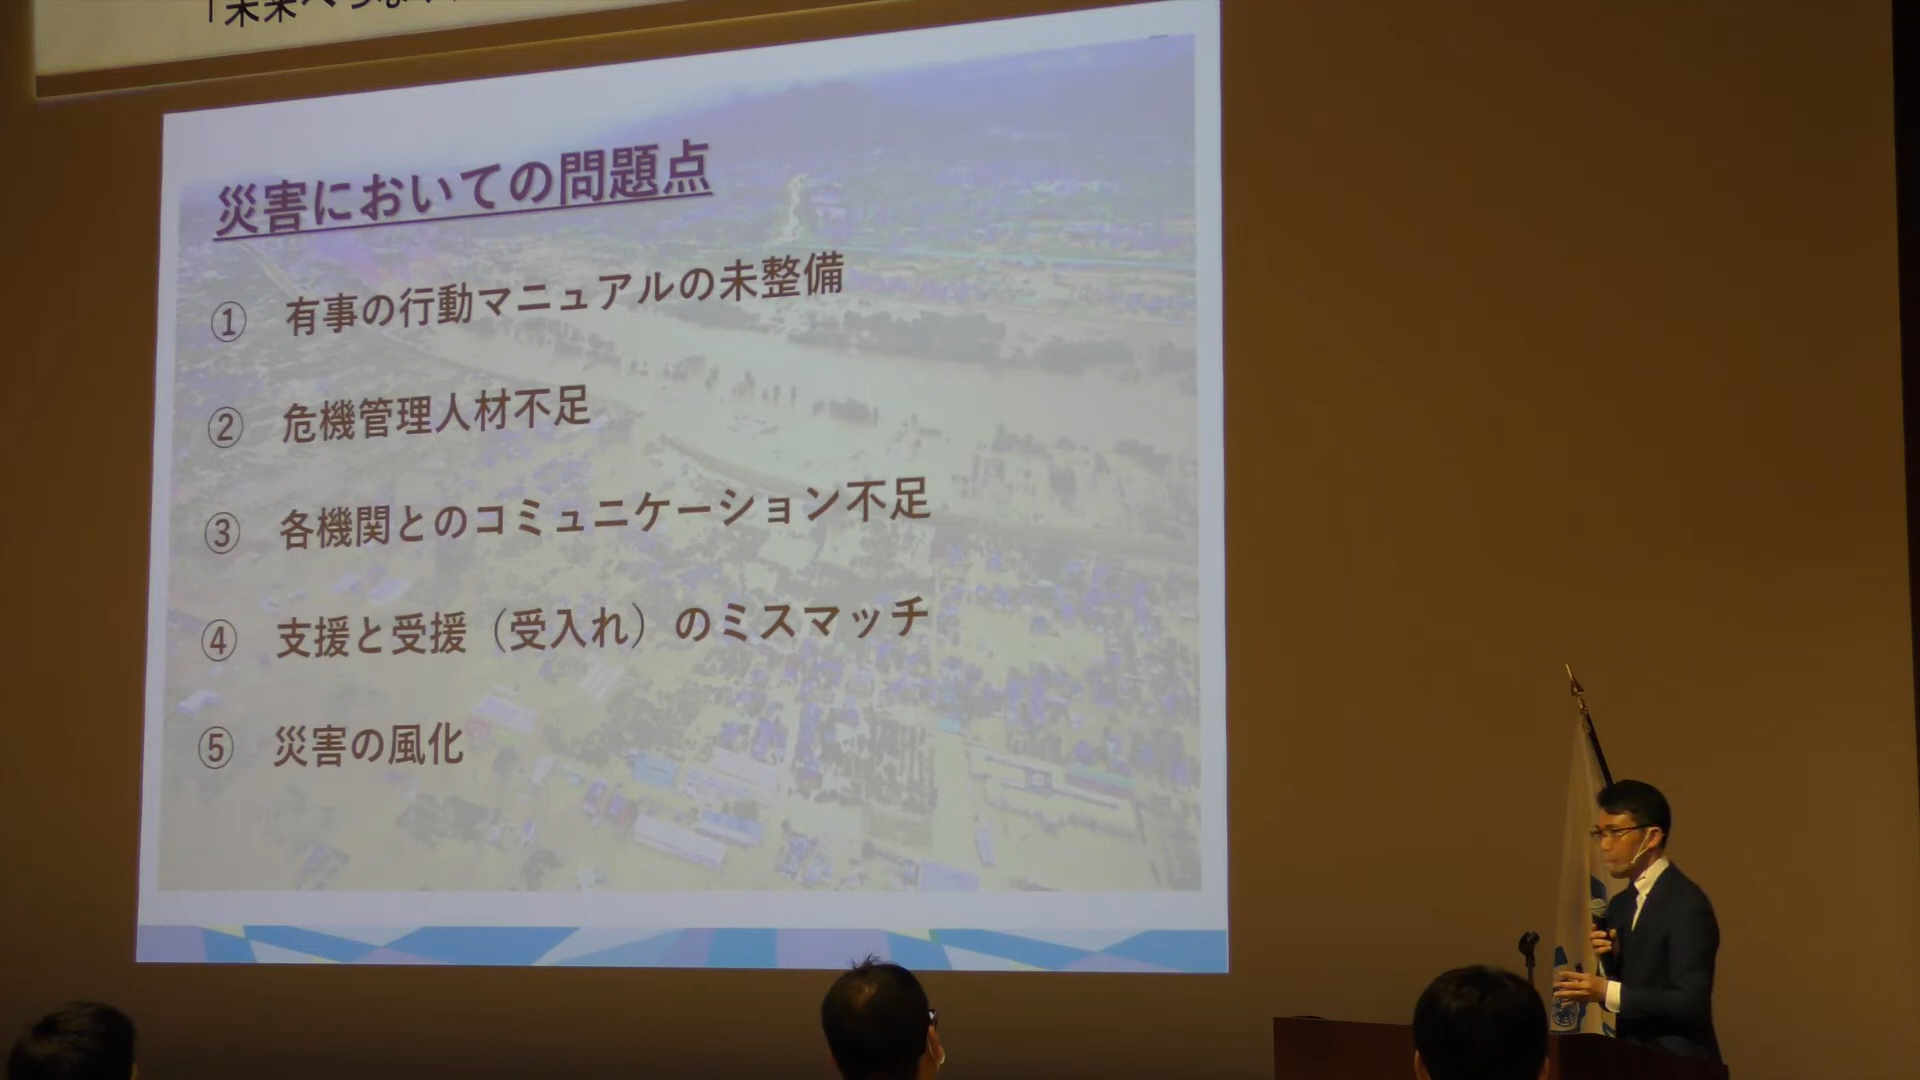 「未来へ
災害においての問題点
① 有事の行動マニュアルの未整備
② 危機管理人材不足
③ 各機関とのコミュニケーション不足
④ 支援と受援（受入れ）のミスマッチ
⑤ 災害の風化